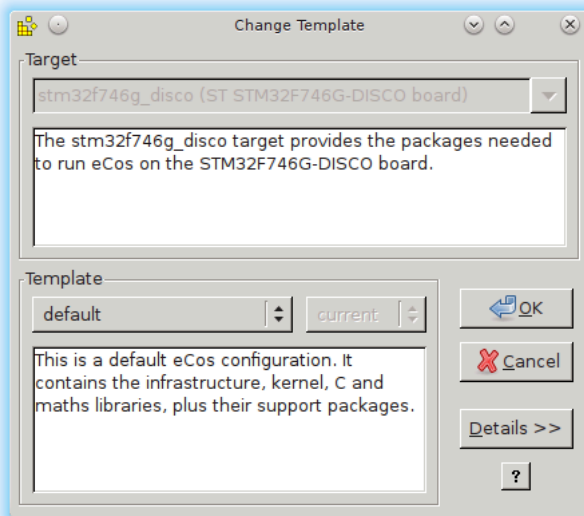 Change Template
Target
stm32f746g_disco (ST STM32F746G-DISCO board)
The stm32f746g_disco target provides the packages needed
to run eCos on the STM32F746G-DISCO board.
Template
default
current
OK
This is a default eCos configuration. It
contains the infrastructure, kernel, C and
maths libraries, plus their support packages.
Cancel
Details >>
?